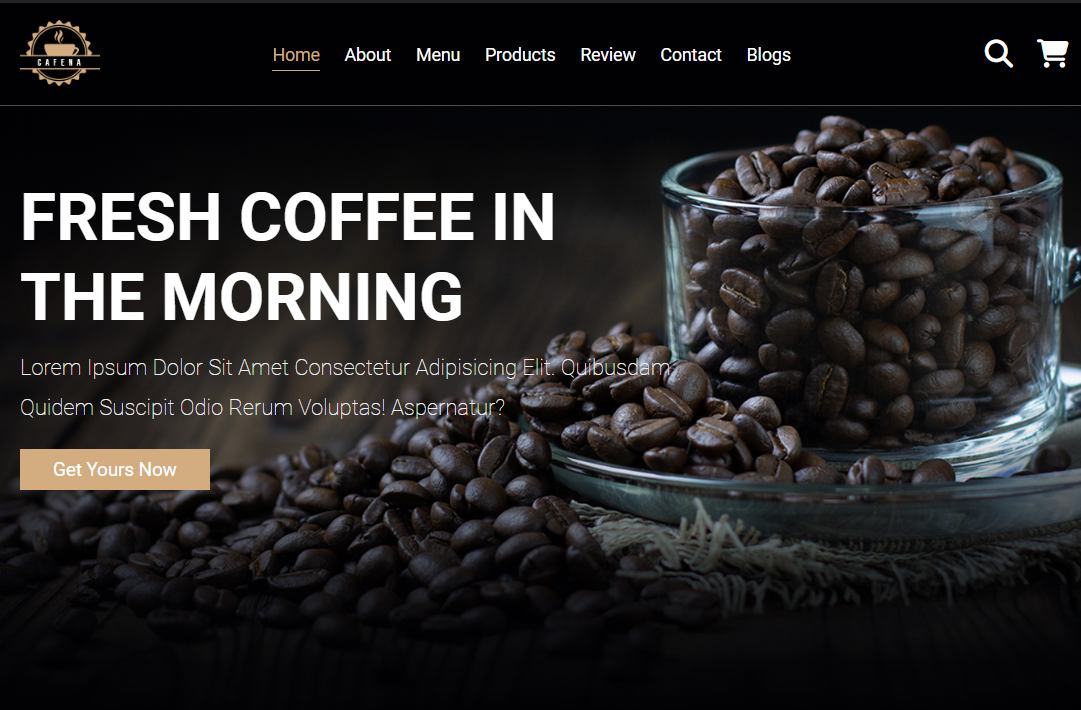 CAFENA
Home About Menu Products Review Contact Blogs
FRESH COFFEE IN
THE MORNING
Lorem Ipsum Dolor Sit Amet Consectetur Adipisicing Elit. Quibusdam
Quidem Suscipit Odio Rerum Voluptas! Aspernatur?
Get Yours Now